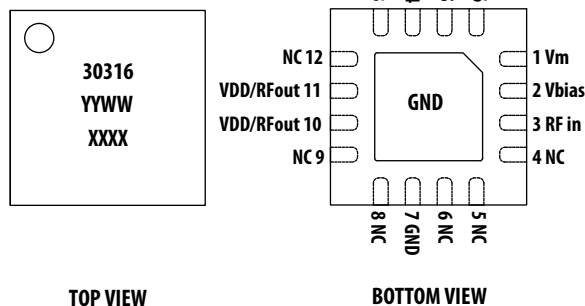 30316
YYWW
XXXX
TOP VIEW
NC 12
VDD/RFout 11
VDD/RFout 10
NC 9
GND
1 Vm
2 Vbias
3 RF in
4 NC
8 NC
7 GND
6 NC
5 NC
BOTTOM VIEW